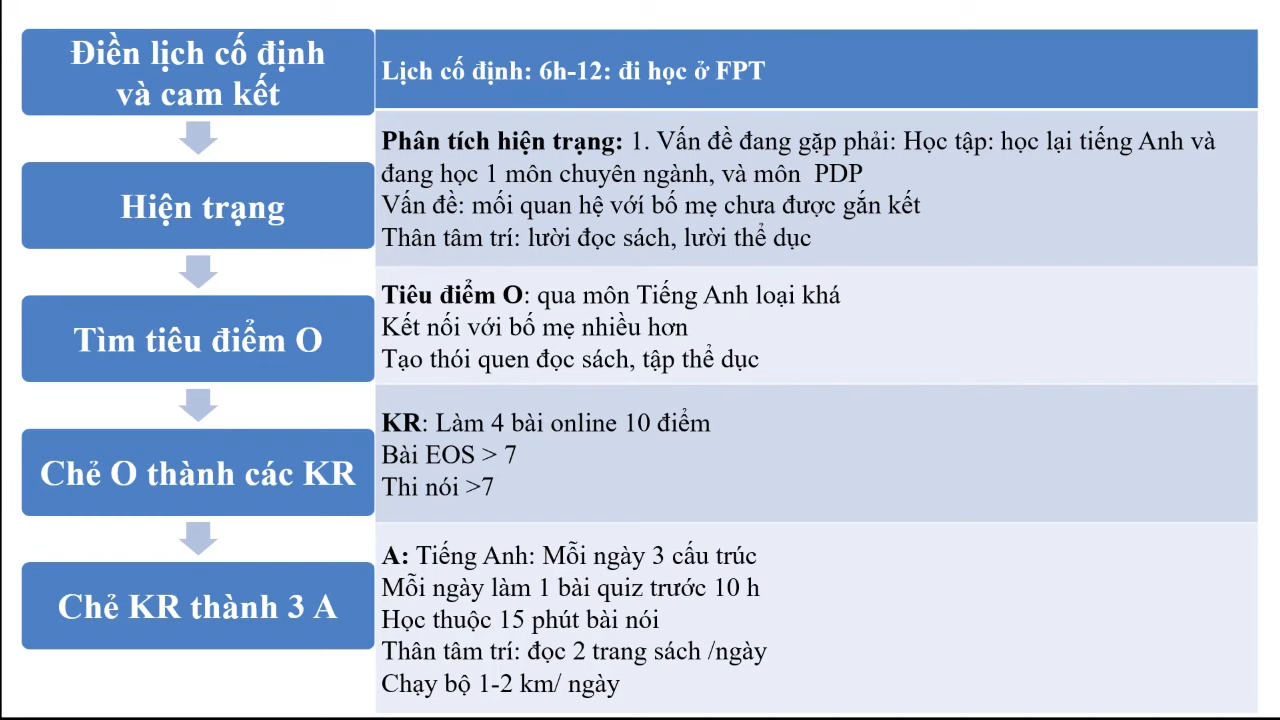 Điền lịch cố định
và cam kết
Lịch cố định: 6h-12: đi học ở FPT
Hiện trạng
Phân tích hiện trạng: 1. Vấn đề đang gặp phải: Học tập: học lại tiếng Anh và
đang học 1 môn chuyên ngành, và môn  PDP
Vấn đề: mối quan hệ với bố mẹ chưa được gắn kết
Thân tâm trí: lười đọc sách, lười thể dục
Tìm tiêu điểm O
Tiêu điểm O: qua môn Tiếng Anh loại khá
Kết nối với bố mẹ nhiều hơn
Tạo thói quen đọc sách, tập thể dục
Chẻ O thành các KR
KR: Làm 4 bài online 10 điểm
Bài EOS > 7
Thi nói >7
Chẻ KR thành 3 A
A: Tiếng Anh: Mỗi ngày 3 cấu trúc
Mỗi ngày làm 1 bài quiz trước 10 h
Học thuộc 15 phút bài nói
Thân tâm trí: đọc 2 trang sách /ngày
Chạy bộ 1-2 km/ ngày